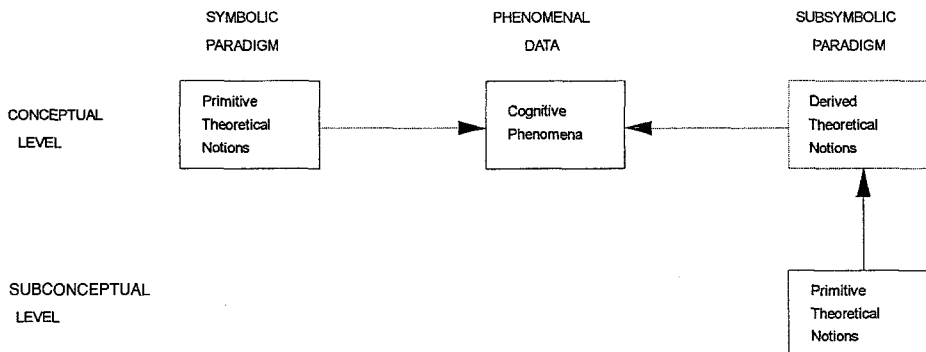 SYMBOLIC
PARADIGM
PHENOMENAL
DATA
SUBSYMBOLIC
PARADIGM
CONCEPTUAL
LEVEL
Primitive
Theoretical
Notions
Cognitive
Phenomena
Derived
Theoretical
Notions
SUBCONCEPTUAL
LEVEL
Primitive
Theoretical
Notions